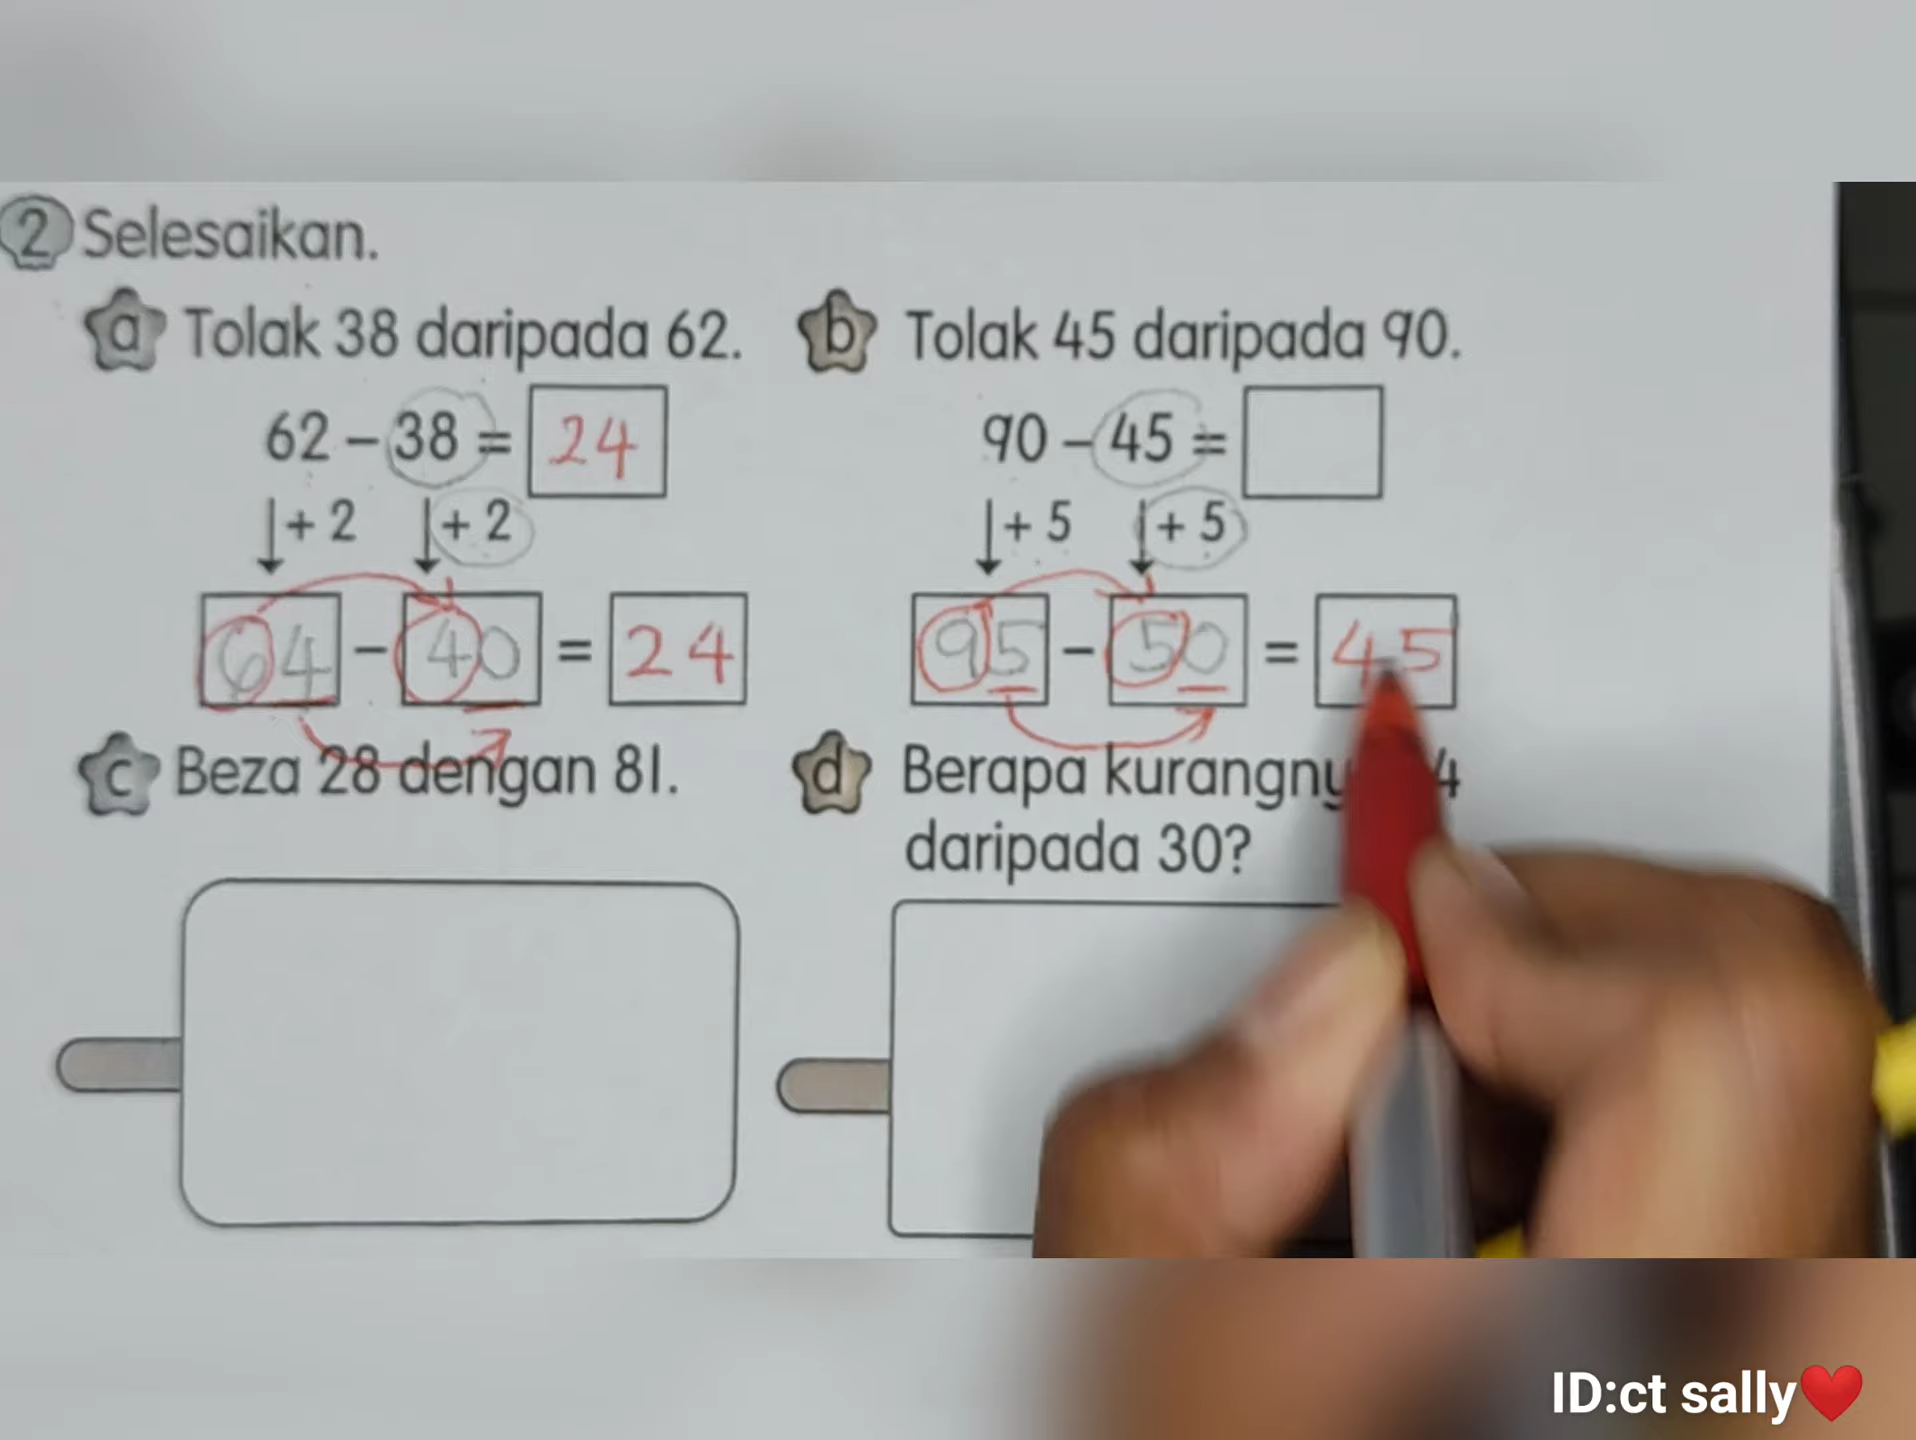 2 Selesaikan.
a Tolak 38 daripada 62.
62 – 38 = 24
+ 2 + 2
64 – 40 = 24
b Tolak 45 daripada 90.
90 – 45 =
+ 5 + 5
95 – 50 = 45
c Beza 28 dengan 81.
d Berapa kurangny 4
daripada 30?
ID:ct sally❤️